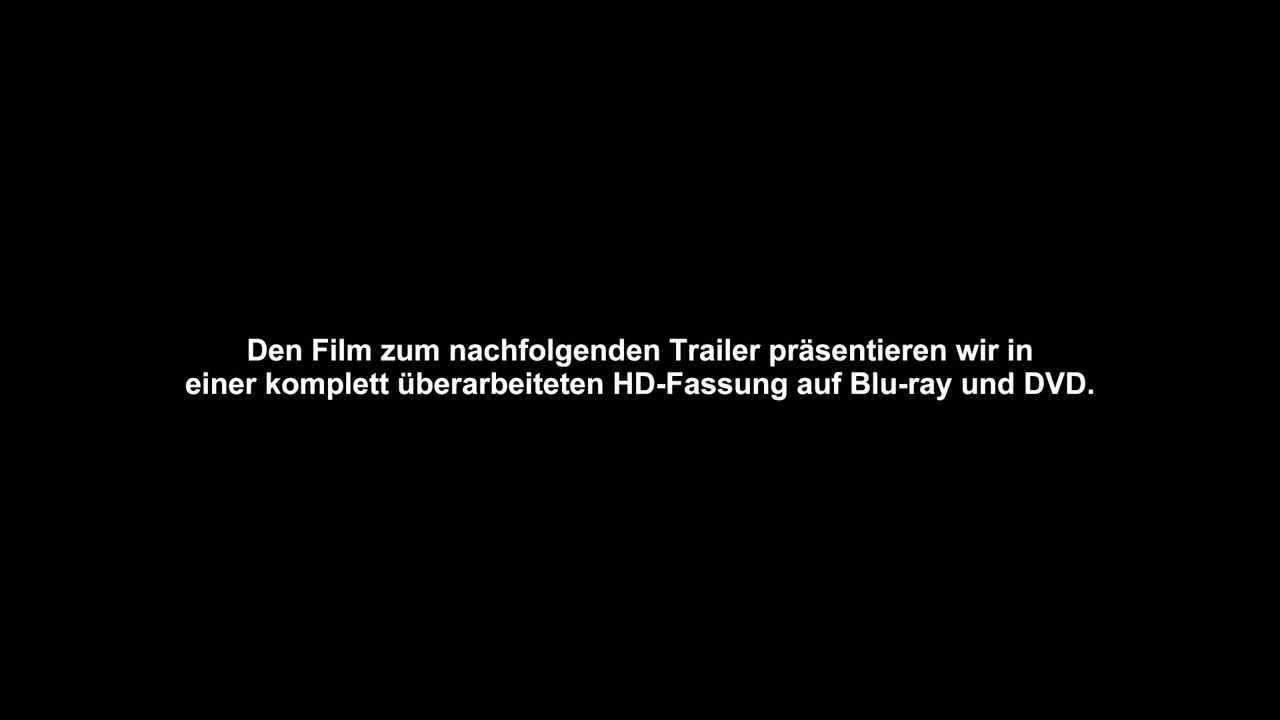 Den Film zum nachfolgenden Trailer präsentieren wir in
einer komplett überarbeiteten HD-Fassung auf Blu-ray und DVD.